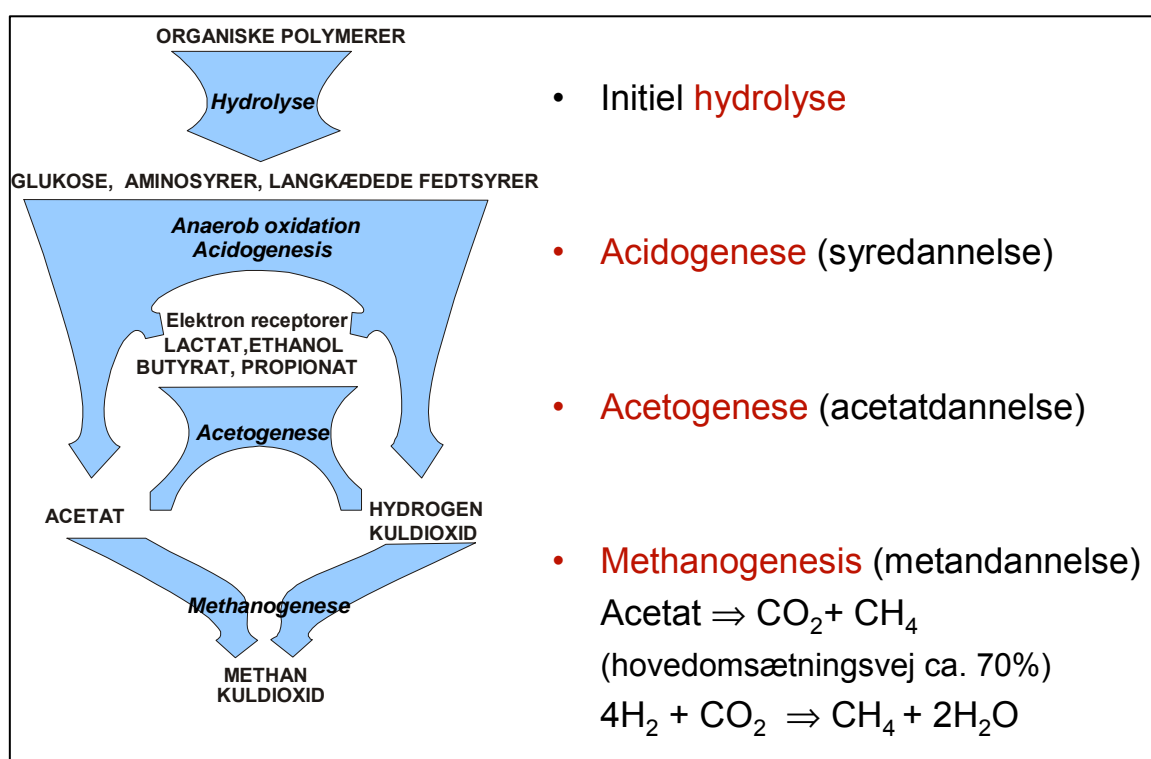 ORGANISKE POLYMERER
Hydrolyse
GLUKOSE, AMINOSYRER, LANGKÆDEDE FEDTSYRER
Anaerob oxidation
Acidogenesis
Elektron receptorer
LACTAT,ETHANOL
BUTYRAT, PROPIONAT
Acetogenese
ACETAT
HYDROGEN
KULDIOXID
Methanogenese
METHAN
KULDIOXID
• Initiel hydrolyse
• Acidogenese (syredannelse)
• Acetogenese (acetatdannelse)
• Methanogenesis (metandannelse)
Acetat ⇒ CO₂+ CH₄
(hovedomsætningsvej ca. 70%)
4H₂ + CO₂ ⇒ CH₄ + 2H₂O